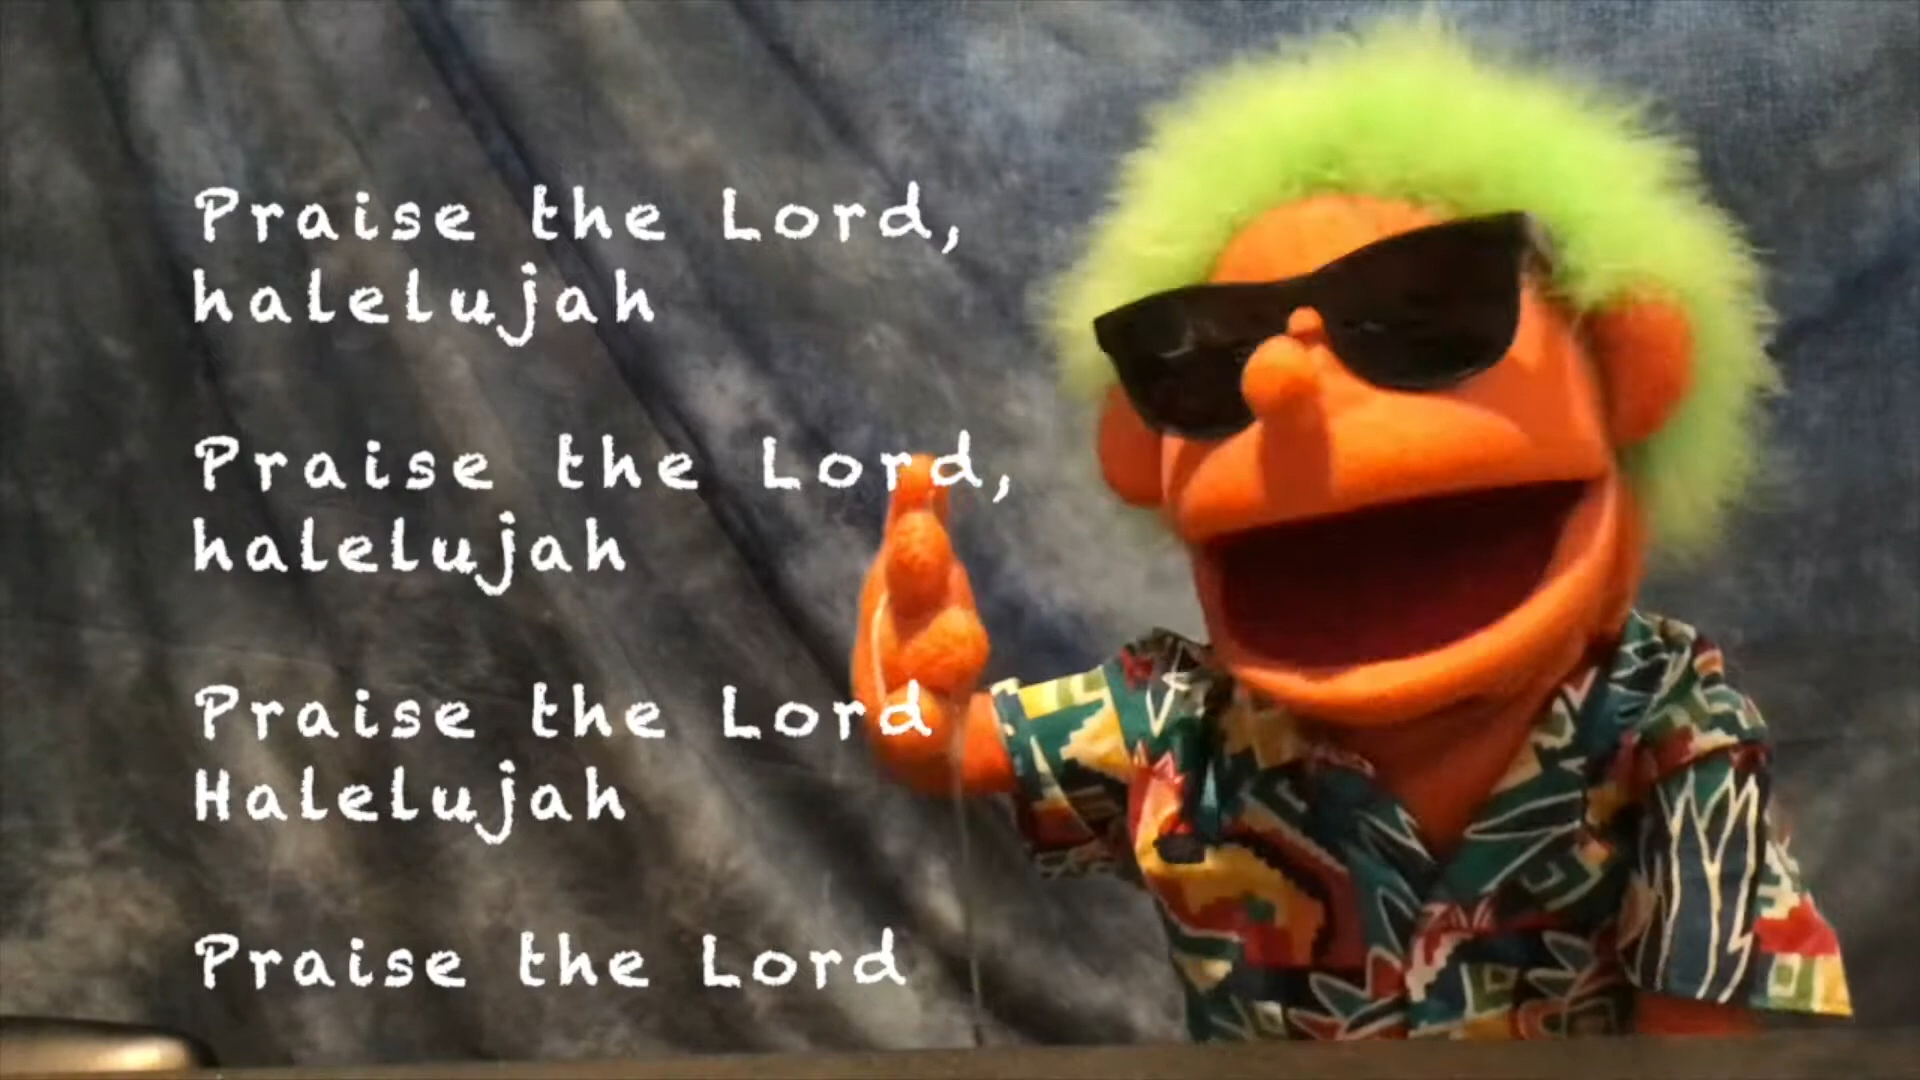 Praise the Lord,
halelujah
Praise the Lord,
halelujah
Praise the Lord
Halelujah
Praise the Lord